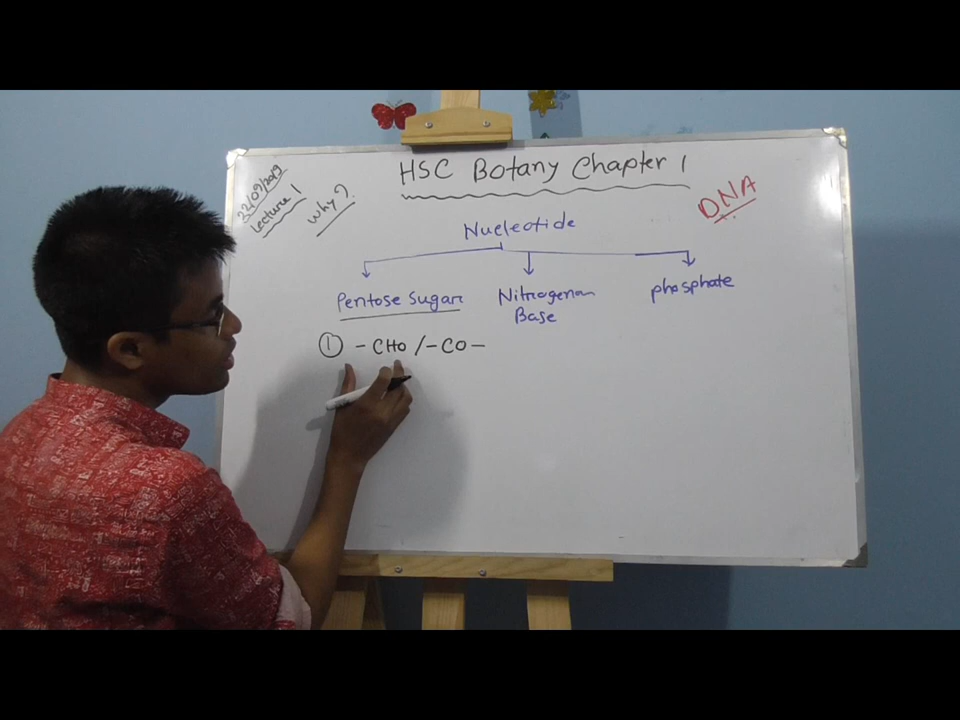 HSC Botany Chapter 1
22/09/2019
Lecture 1
Why?
DNA
Nucleotide
Pentose Sugar
Nitrogenous Base
phosphate
① - CHO / - CO -